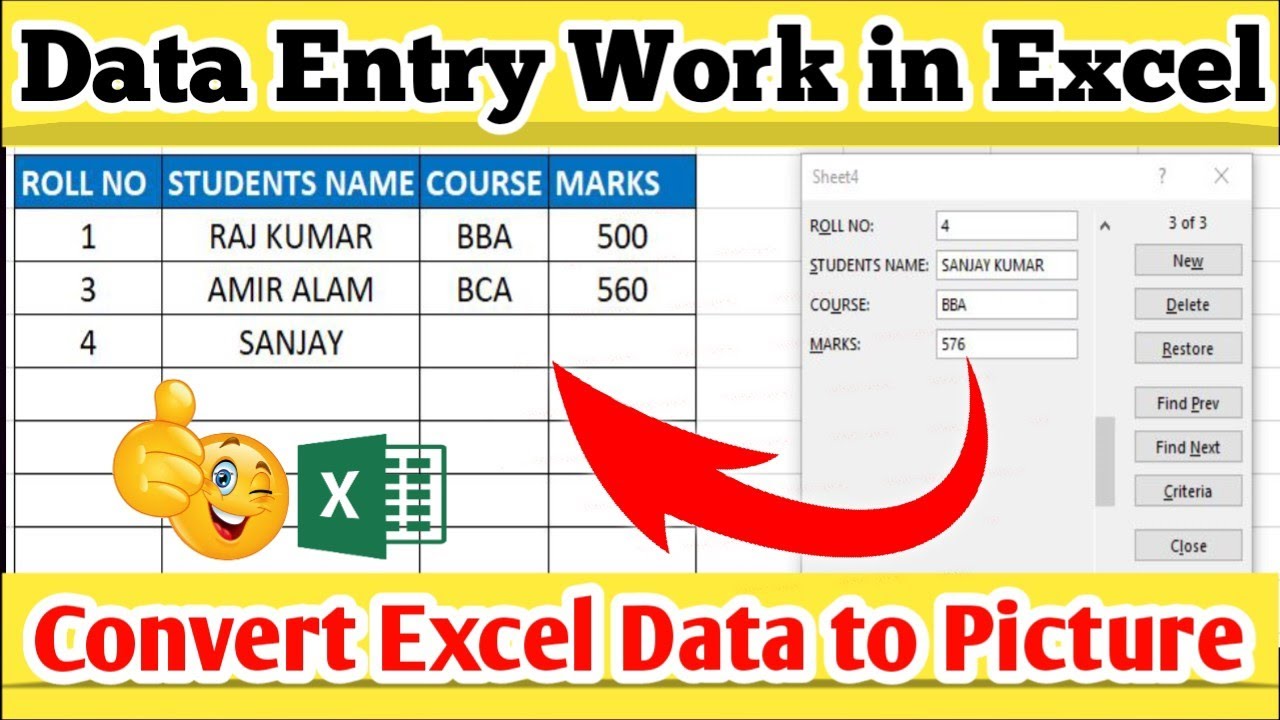 Data Entry Work in Excel
ROLL NO STUDENTS NAME COURSE MARKS
1 RAJ KUMAR BBA 500
3 AMIR ALAM BCA 560
4 SANJAY
X
Sheet4 ?
3 of 3
ROLL NO: 4
STUDENTS NAME: SANJAY KUMAR
COURSE: BBA
MARKS: 576
New
Delete
Restore
Find Prev
Find Next
Criteria
Close
Convert Excel Data to Picture